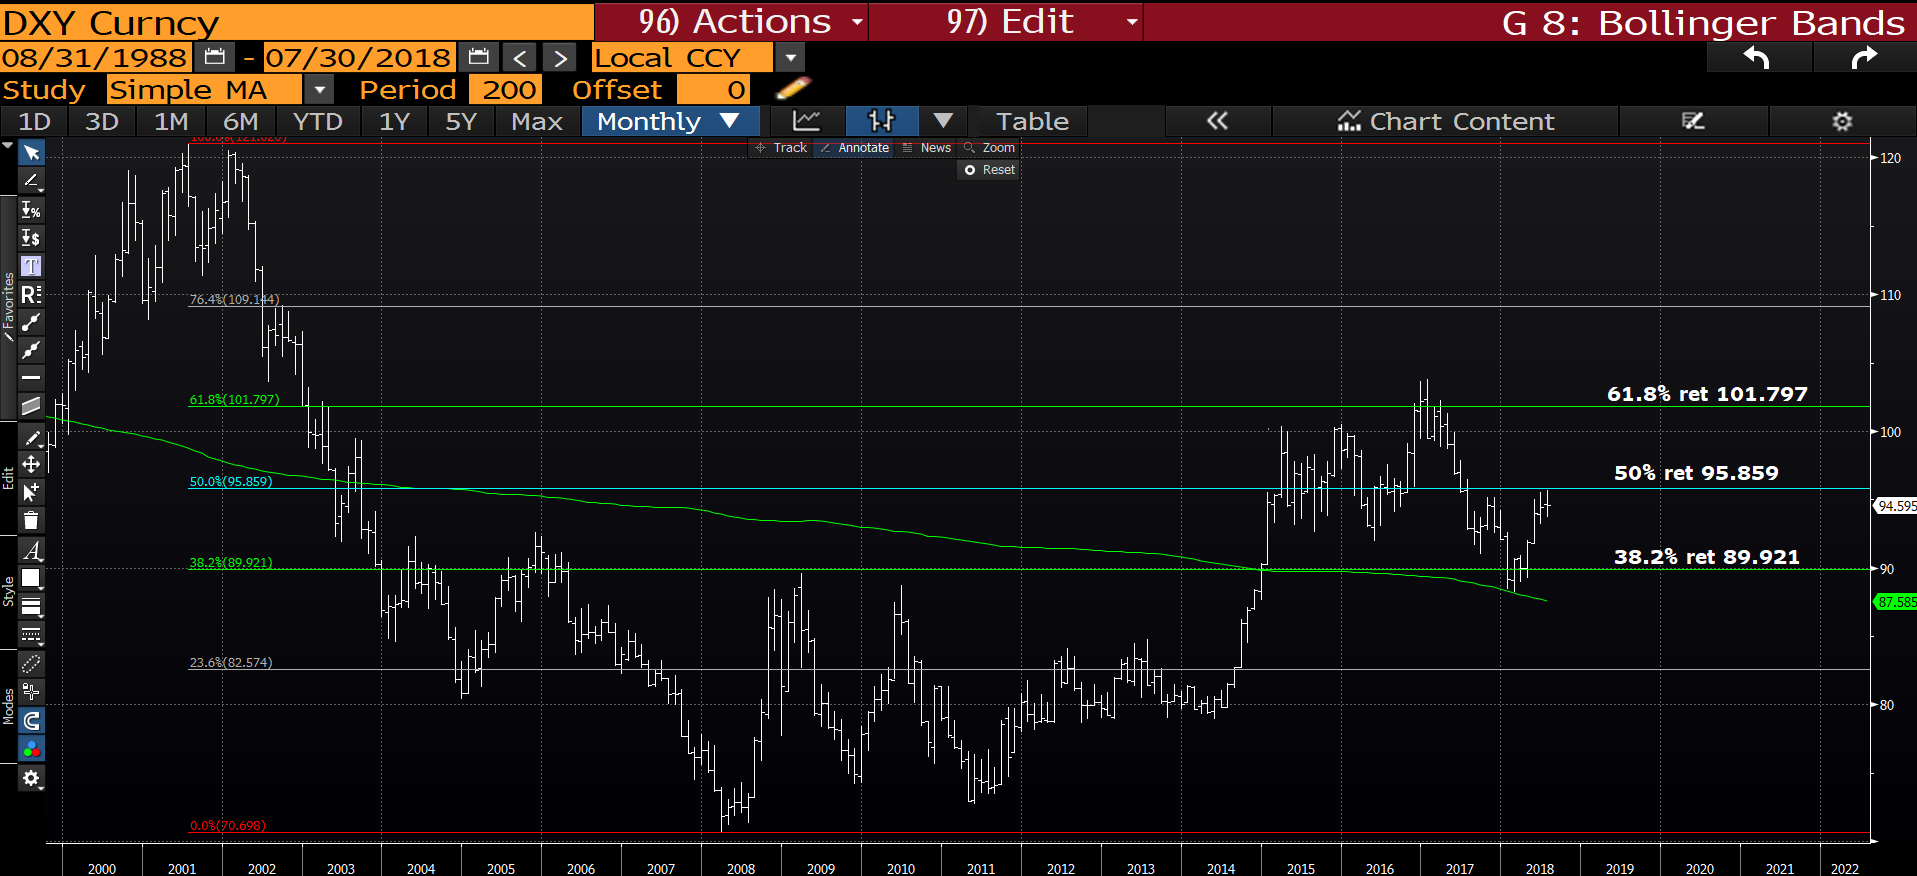 DXY Curncy 96) Actions 97) Edit G 8: Bollinger Bands
08/31/1988 - 07/30/2018 Local CCY
Study Simple MA Period 200 Offset 0
1D 3D 1M 6M YTD 1Y 5Y Max Monthly ▼ Table « Chart Content
Track Annotate News Zoom
Reset
100.0%(121.020)
120
76.4%(109.144)
110
61.8%(101.797)
61.8% ret 101.797
100
50.0%(95.859)
50% ret 95.859
94.595
38.2%(89.921)
38.2% ret 89.921
90
87.585
23.6%(82.574)
80
0.0%(70.698)
2000 2001 2002 2003 2004 2005 2006 2007 2008 2009 2010 2011 2012 2013 2014 2015 2016 2017 2018 2019 2020 2021 2022
Favorites
Edit
Style
Modes
%
$
T
R
A